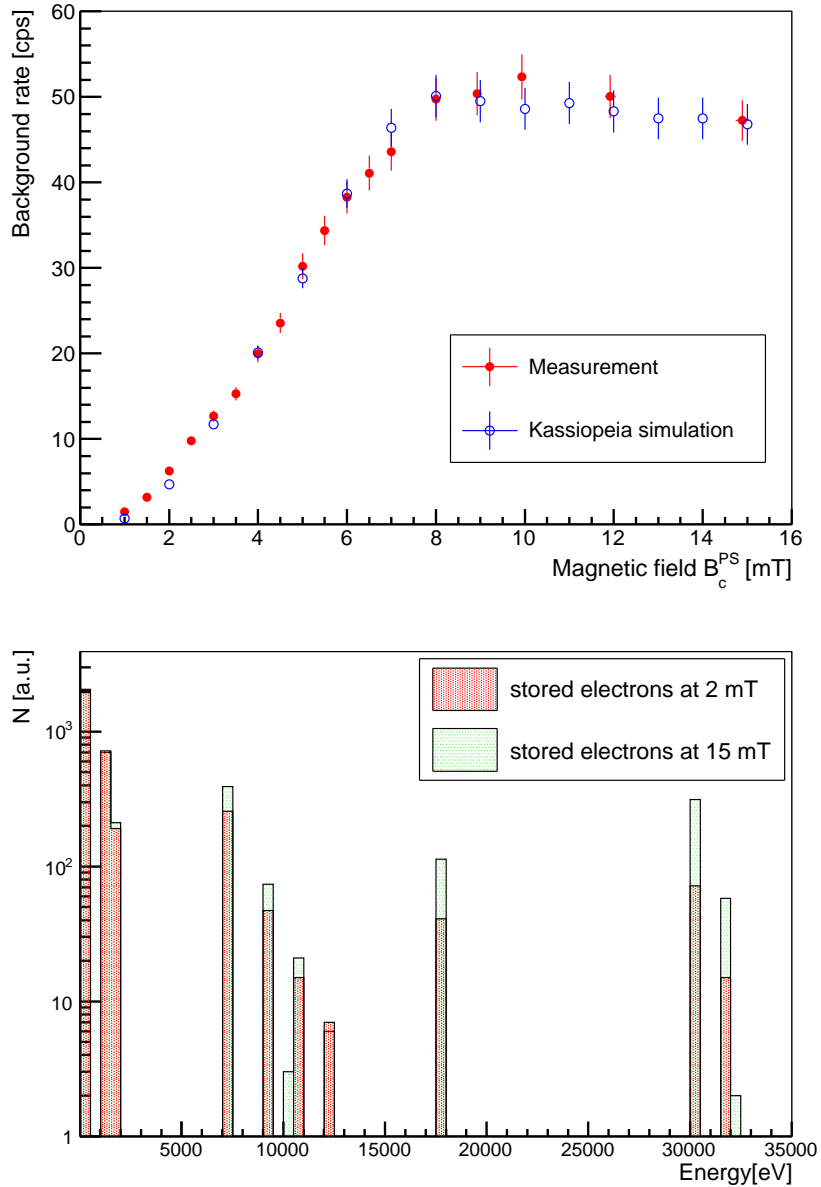 Background rate [cps]
60
50
40
30
20
10
0
0 2 4 6 8 10 12 14 16
Magnetic field B_c^PS [mT]
Measurement
Kassiopeia simulation
N [a.u.]
10^3
10^2
10
1
5000 10000 15000 20000 25000 30000 35000
Energy[eV]
stored electrons at 2 mT
stored electrons at 15 mT